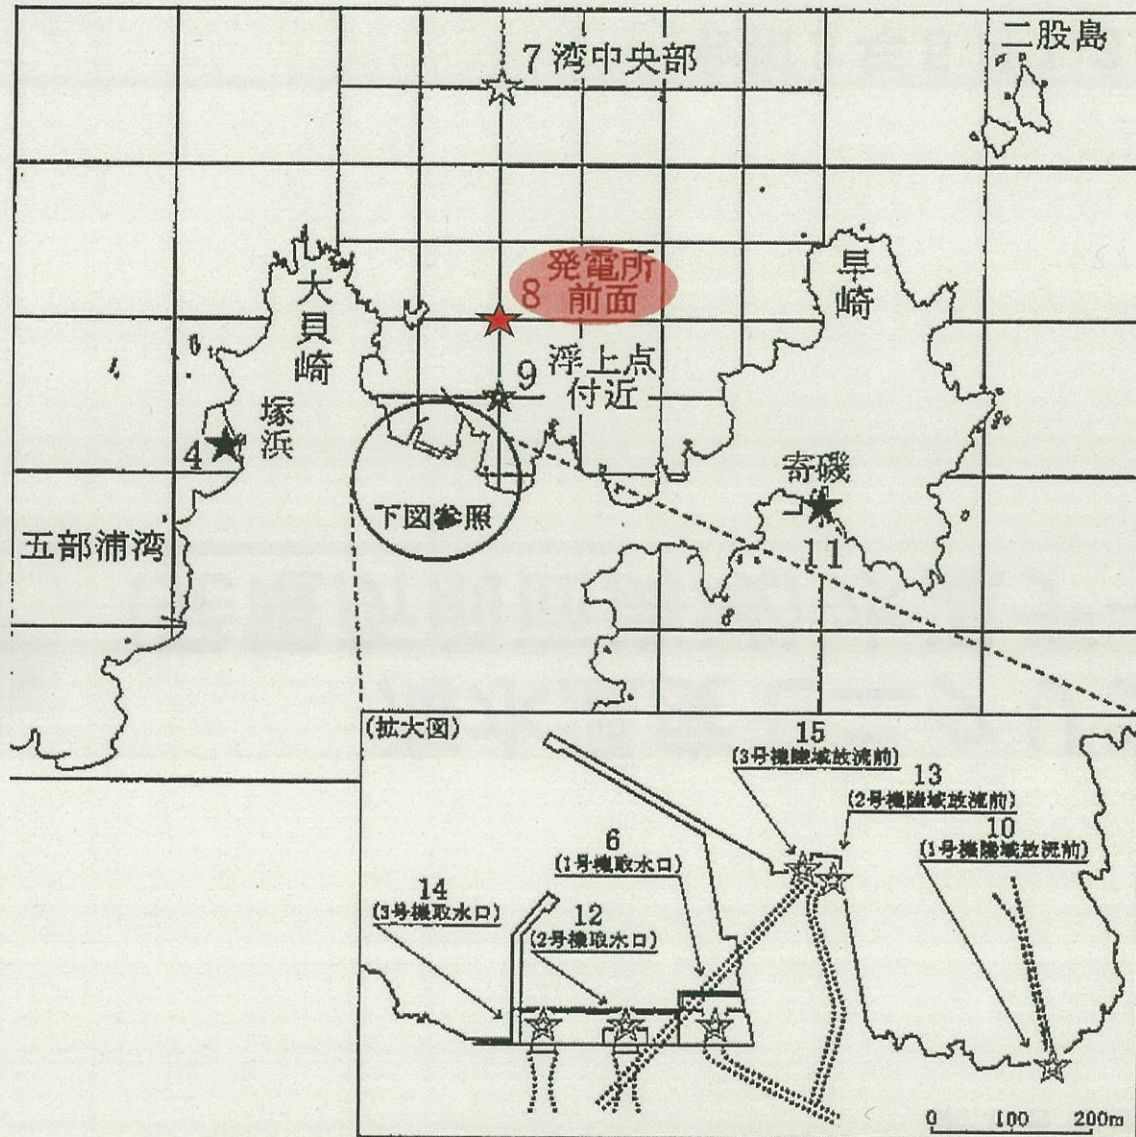 7 湾中央部
二股島
発電所
8 前面
早崎
大貝崎
9 浮上点
付近
塚浜
4
寄磯
11
下図参照
五部浦湾
(拡大図)
15
(3号機陸域放流前)
13
(2号機陸域放流前)
10
(1号機陸域放流前)
6
(1号機取水口)
14
(3号機取水口)
12
(2号機取水口)
0 100 200m